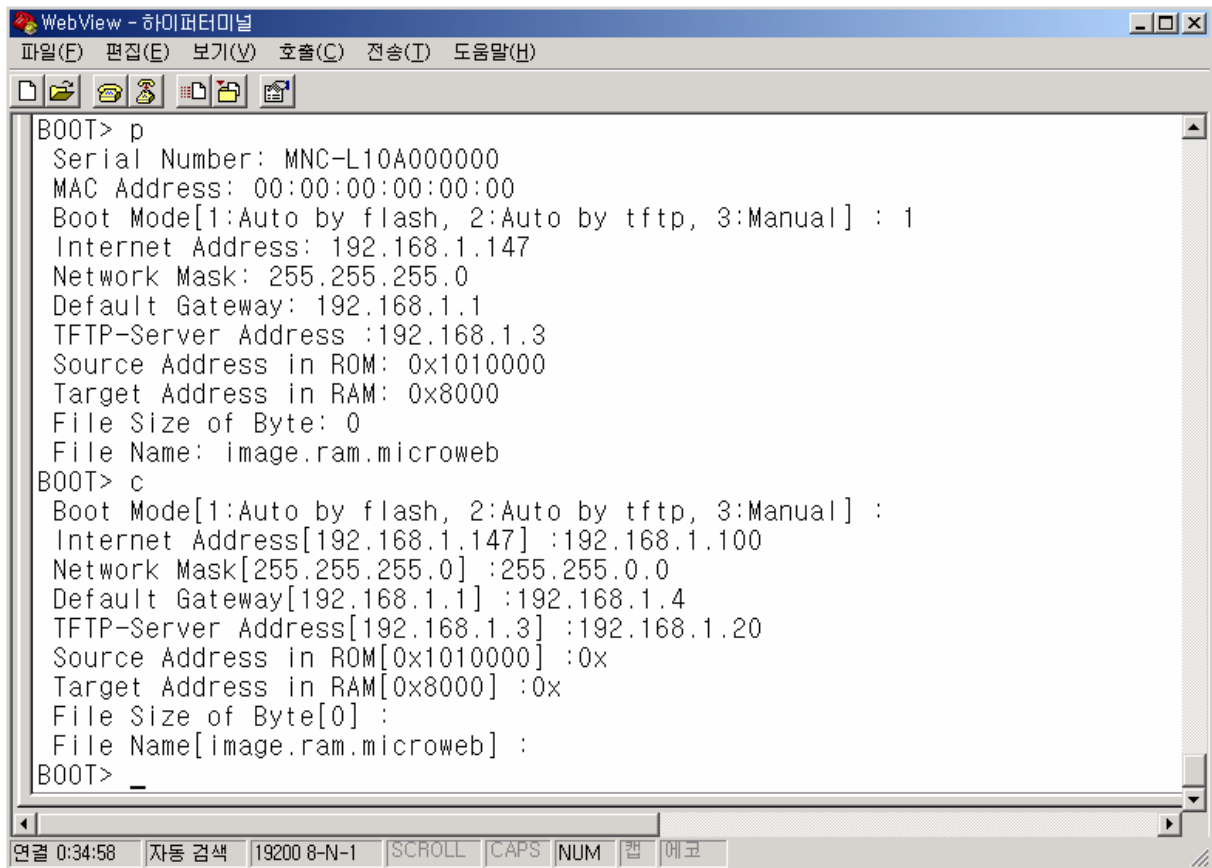 WebView - 하이퍼터미널
파일(F) 편집(E) 보기(V) 호출(C) 전송(T) 도움말(H)
BOOT> p
Serial Number: MNC-L10A000000
MAC Address: 00:00:00:00:00:00
Boot Mode[1:Auto by flash, 2:Auto by tftp, 3:Manual] : 1
Internet Address: 192.168.1.147
Network Mask: 255.255.255.0
Default Gateway: 192.168.1.1
TFTP-Server Address :192.168.1.3
Source Address in ROM: 0x1010000
Target Address in RAM: 0x8000
File Size of Byte: 0
File Name: image.ram.microweb
BOOT> c
Boot Mode[1:Auto by flash, 2:Auto by tftp, 3:Manual] :
Internet Address[192.168.1.147] :192.168.1.100
Network Mask[255.255.255.0] :255.255.0.0
Default Gateway[192.168.1.1] :192.168.1.4
TFTP-Server Address[192.168.1.3] :192.168.1.20
Source Address in ROM[0x1010000] :0x
Target Address in RAM[0x8000] :0x
File Size of Byte[0] :
File Name[image.ram.microweb] :
BOOT> _
연결 0:34:58 자동 검색 19200 8-N-1 SCROLL CAPS NUM 캡 에코